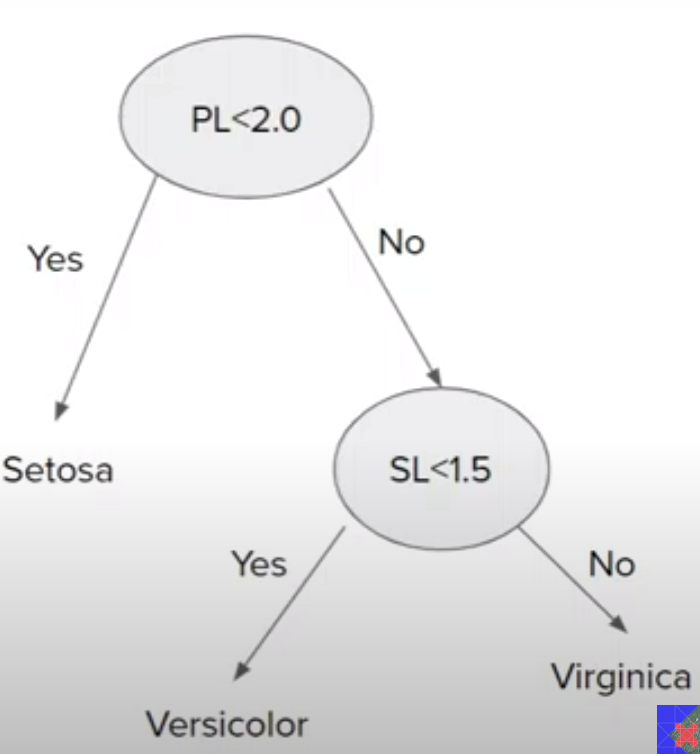 PL<2.0
Yes
No
Setosa
SL<1.5
Yes
No
Virginica
Versicolor